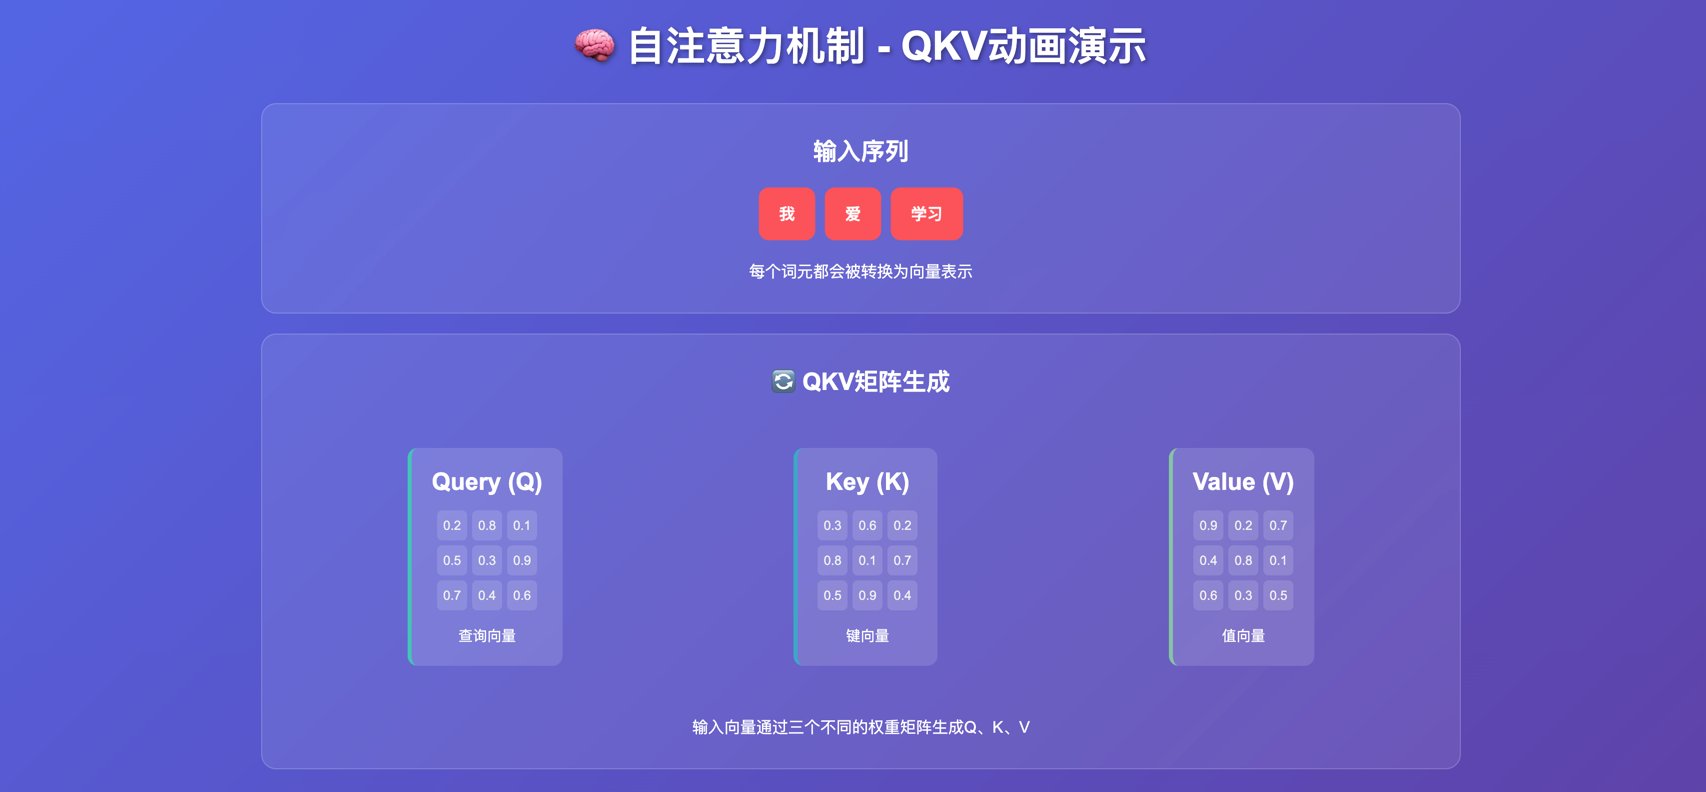 🧠 自注意力机制 - QKV动画演示
输入序列
我 爱 学习
每个词元都会被转换为向量表示
🔄 QKV矩阵生成
Query (Q)
0.2 0.8 0.1
0.5 0.3 0.9
0.7 0.4 0.6
查询向量
Key (K)
0.3 0.6 0.2
0.8 0.1 0.7
0.5 0.9 0.4
键向量
Value (V)
0.9 0.2 0.7
0.4 0.8 0.1
0.6 0.3 0.5
值向量
输入向量通过三个不同的权重矩阵生成Q、K、V